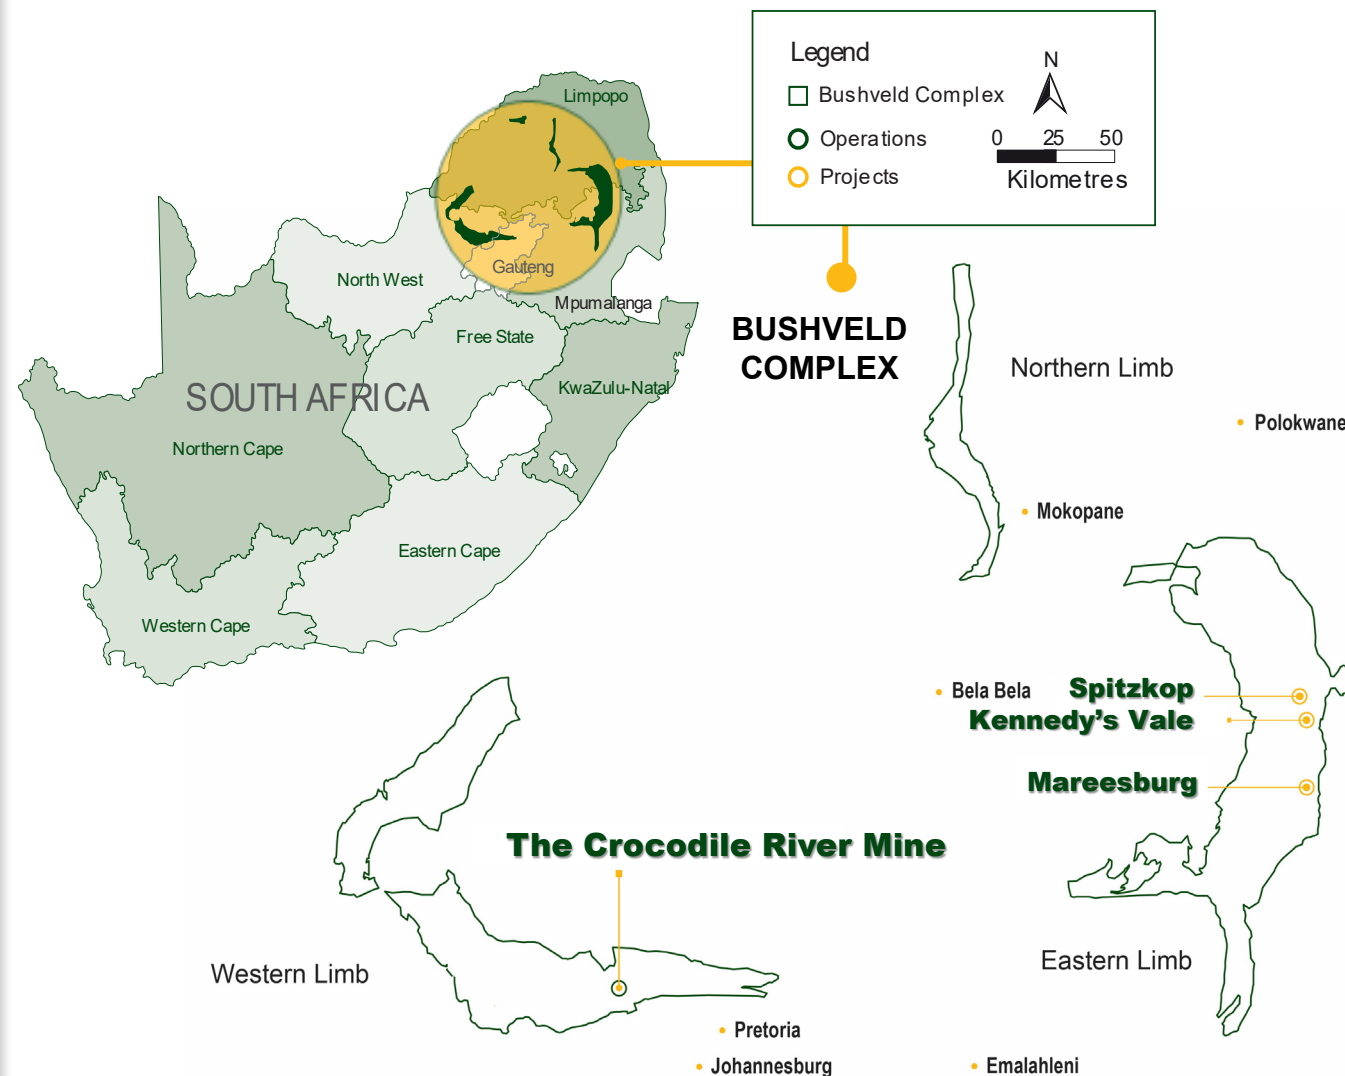 Legend
N
Bushveld Complex
Operations
0 25 50
Projects
Kilometres
Limpopo
Gauteng
North West
Mpumalanga
Free State
BUSHVELD
COMPLEX
KwaZulu-Natal
SOUTH AFRICA
Northern Cape
Eastern Cape
Western Cape
Northern Limb
Polokwane
Mokopane
Bela Bela
Spitzkop
Kennedy's Vale
Mareesburg
The Crocodile River Mine
Western Limb
Eastern Limb
Pretoria
Johannesburg
Emalahleni